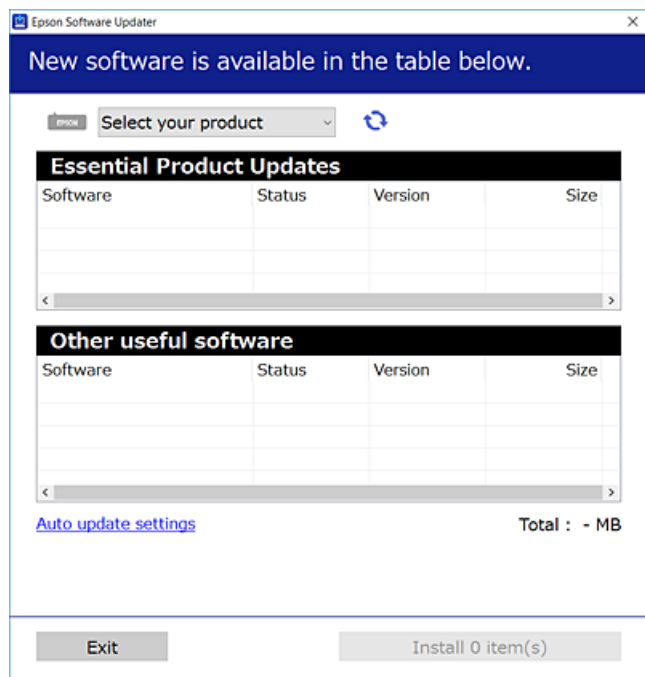 Epson Software Updater
New software is available in the table below.
EPSON Select your product
Essential Product Updates
Software Status Version Size
Other useful software
Software Status Version Size
Auto update settings Total : - MB
Exit Install 0 item(s)